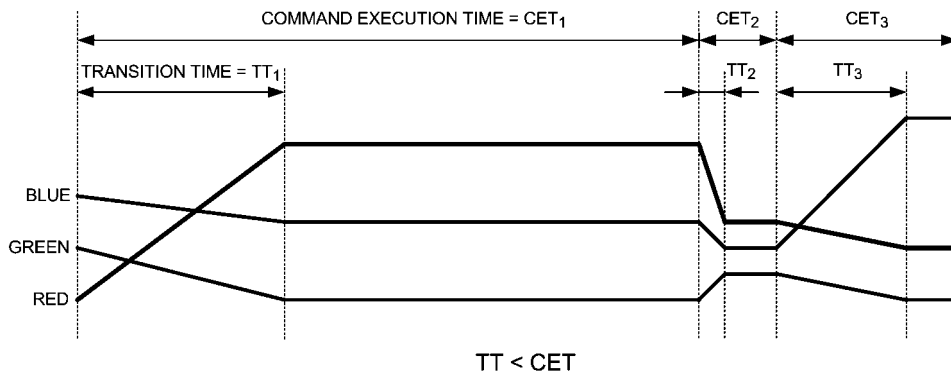 COMMAND EXECUTION TIME = CET₁
CET₂
CET₃
TRANSITION TIME = TT₁
TT₂
TT₃
BLUE
GREEN
RED
TT < CET